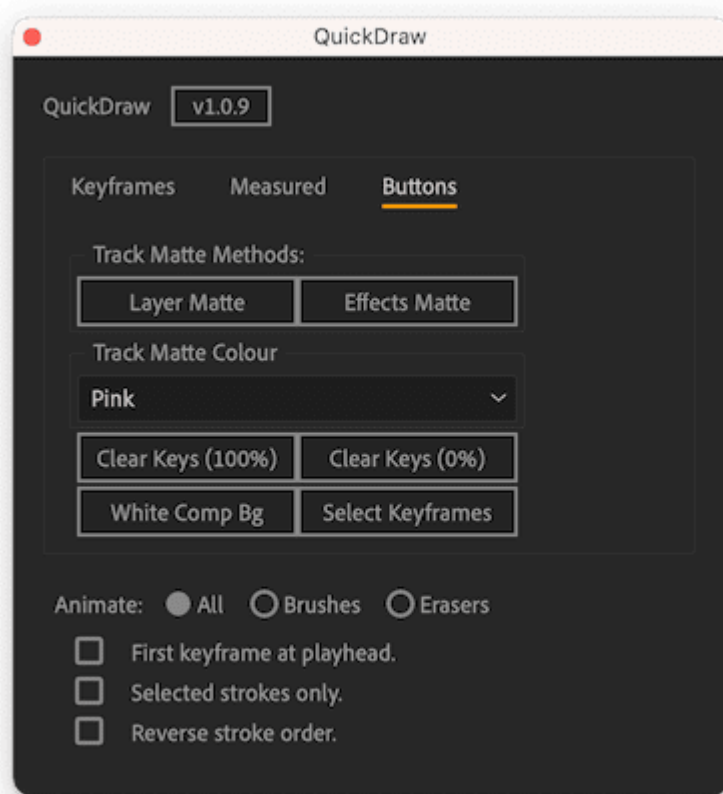 QuickDraw
QuickDraw v1.0.9
Keyframes Measured Buttons
Track Matte Methods:
Layer Matte Effects Matte
Track Matte Colour
Pink
Clear Keys (100%) Clear Keys (0%)
White Comp Bg Select Keyframes
Animate: All Brushes Erasers
First keyframe at playhead.
Selected strokes only.
Reverse stroke order.